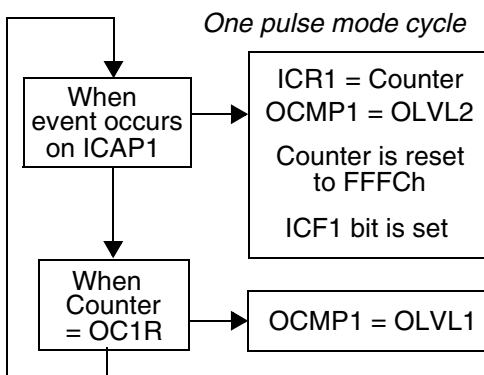 One pulse mode cycle
When
event occurs
on ICAP1
ICR1 = Counter
OCMP1 = OLVL2
Counter is reset
to FFFCh
ICF1 bit is set
When
Counter
= OC1R
OCMP1 = OLVL1